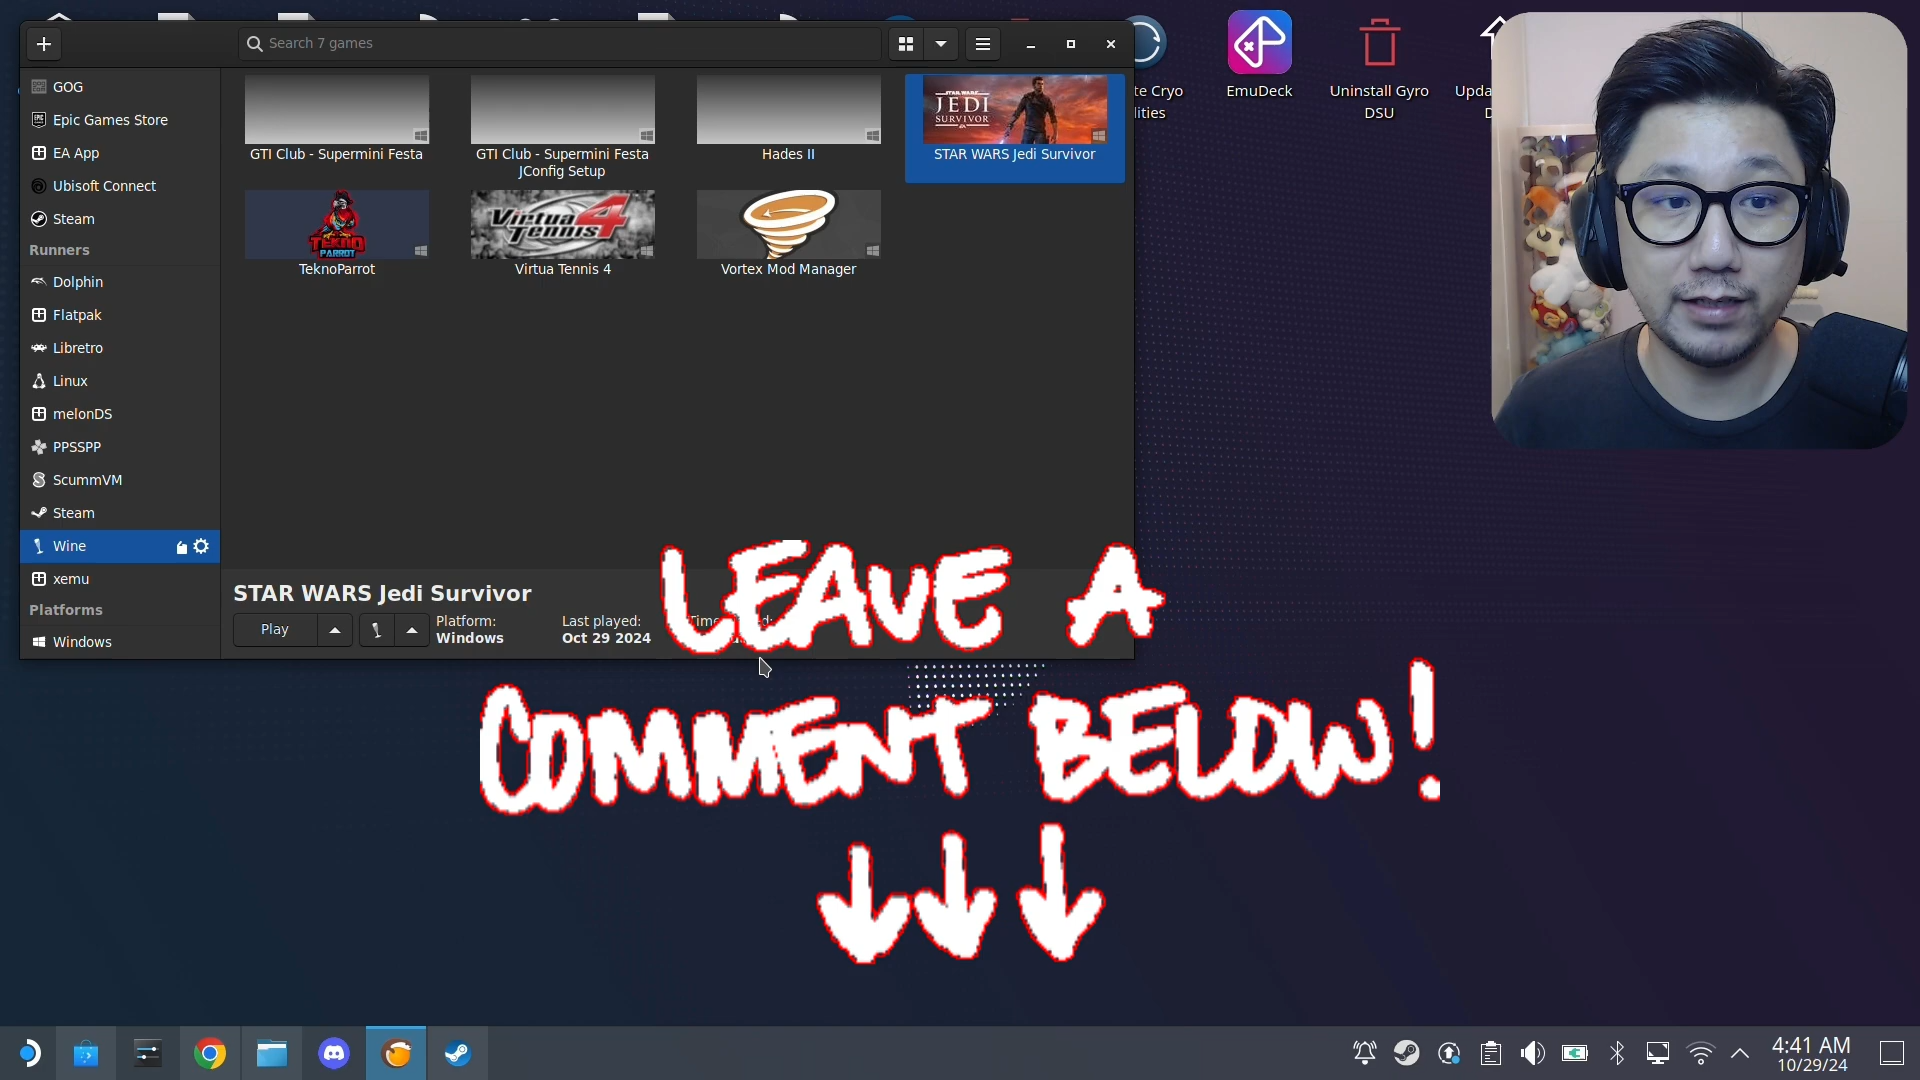 Search 7 games
GOG
Epic Games Store
EA App
Ubisoft Connect
Steam
Runners
Dolphin
Flatpak
Libretro
Linux
melonDS
PPSSPP
ScummVM
Steam
Wine
xemu
Platforms
Windows
GTI Club - Supermini Festa
GTI Club - Supermini Festa
JConfig Setup
Hades II
STAR WARS
JEDI
SURVIVOR
STAR WARS Jedi Survivor
TEKNO
PARROT
TeknoParrot
Virtua Tennis 4
Virtua Tennis 4
Vortex Mod Manager
STAR WARS Jedi Survivor
Play
Platform:
Windows
Last played:
Oct 29 2024
EmuDeck
Uninstall Gyro
DSU
LEAVE A
COMMENT BELOW!
4:41 AM
10/29/24